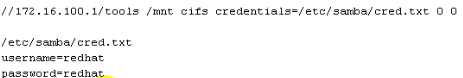 //172.16.100.1/tools /mnt cifs credentials=/etc/samba/cred.txt 0 0
/etc/samba/cred.txt
username=redhat
password=redhat